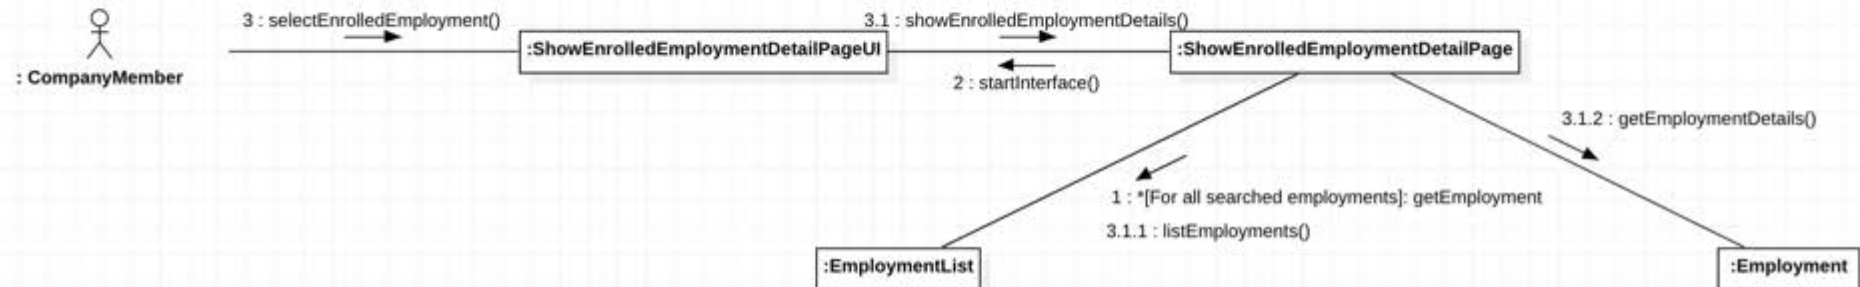 3 : selectEnrolledEmployment()
3.1 : showEnrolledEmploymentDetails()
:ShowEnrolledEmploymentDetailPageUI
:ShowEnrolledEmploymentDetailPage
: CompanyMember
2 : startInterface()
3.1.2 : getEmploymentDetails()
1 : *[For all searched employments]: getEmployment
3.1.1 : listEmployments()
:EmploymentList
:Employment